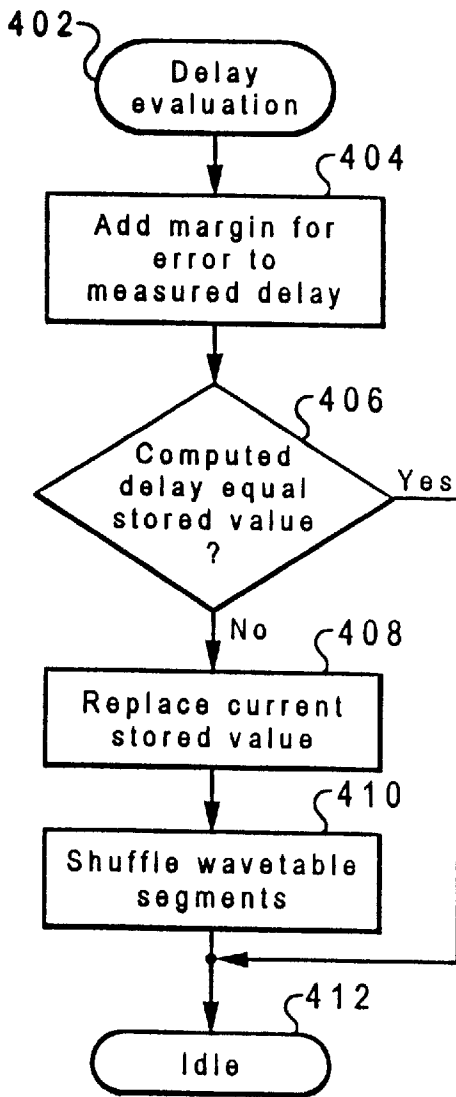 402
Delay
evaluation
404
Add margin for
error to
measured delay
406
Computed
delay equal
stored value
?
Yes
No
408
Replace current
stored value
410
Shuffle wavetable
segments
412
Idle